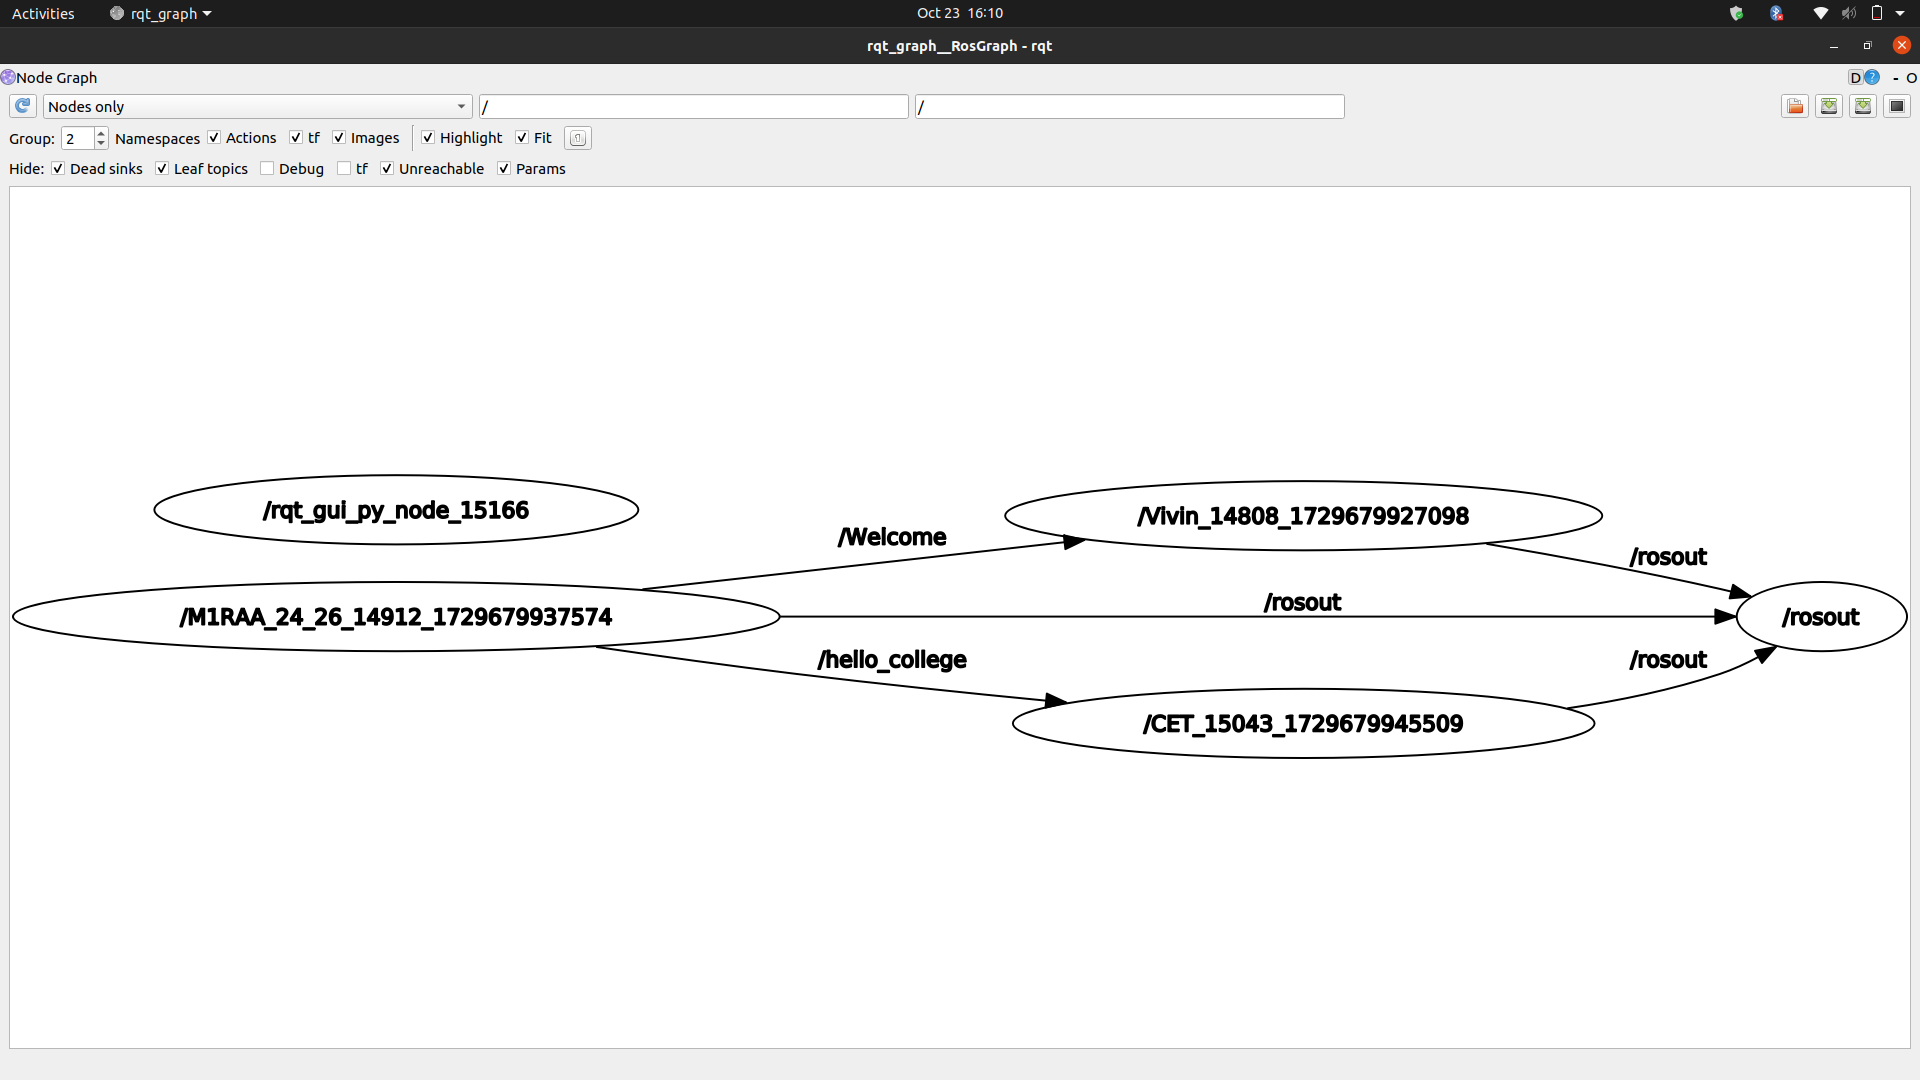 Activities rqt_graph Oct 23 16:10
rqt_graph__RosGraph - rqt
Node Graph D ? - O
Nodes only / /
Group: 2 Namespaces Actions tf Images Highlight Fit
Hide: Dead sinks Leaf topics Debug tf Unreachable Params
/rqt_gui_py_node_15166
/Vivin_14808_1729679927098
/Welcome
/rosout
/M1RAA_24_26_14912_1729679937574
/rosout
/rosout
/hello_college
/rosout
/CET_15043_1729679945509